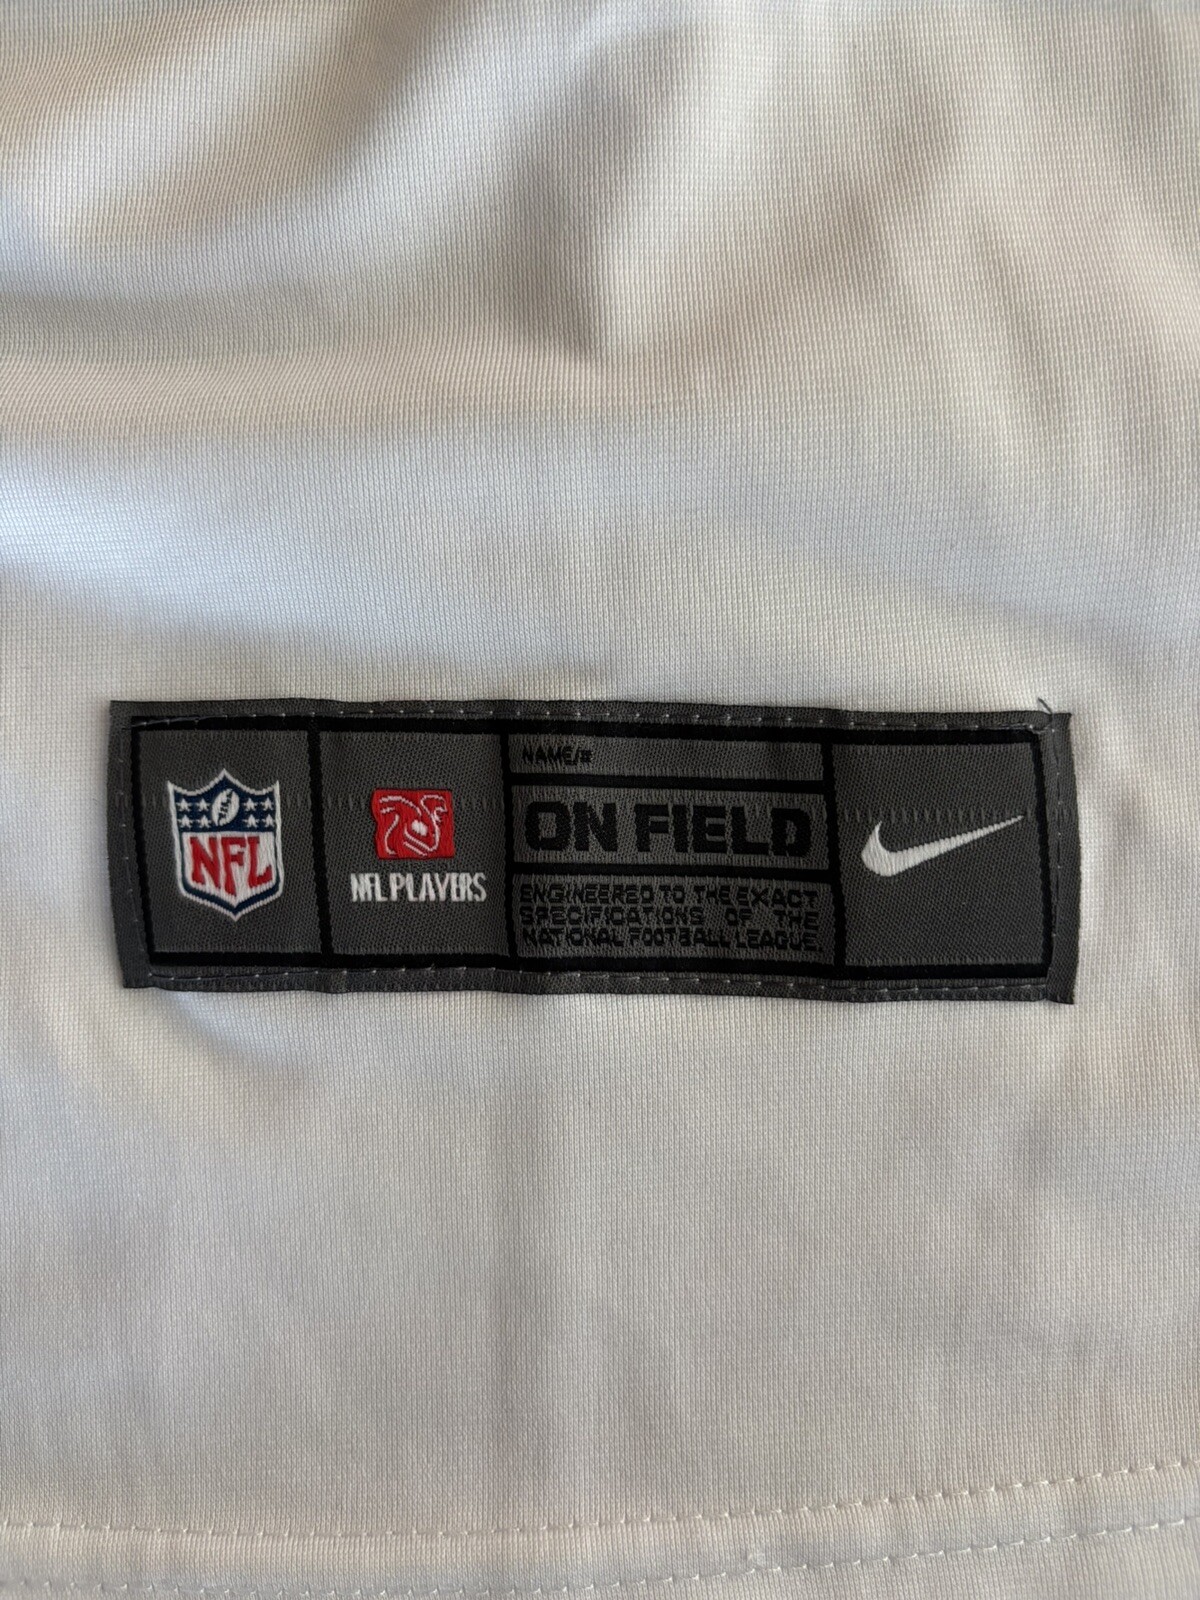 NFL
NFL PLAYERS
NAME/#
ON FIELD
ENGINEERED TO THE EXACT
SPECIFICATIONS OF THE
NATIONAL FOOTBALL LEAGUE.